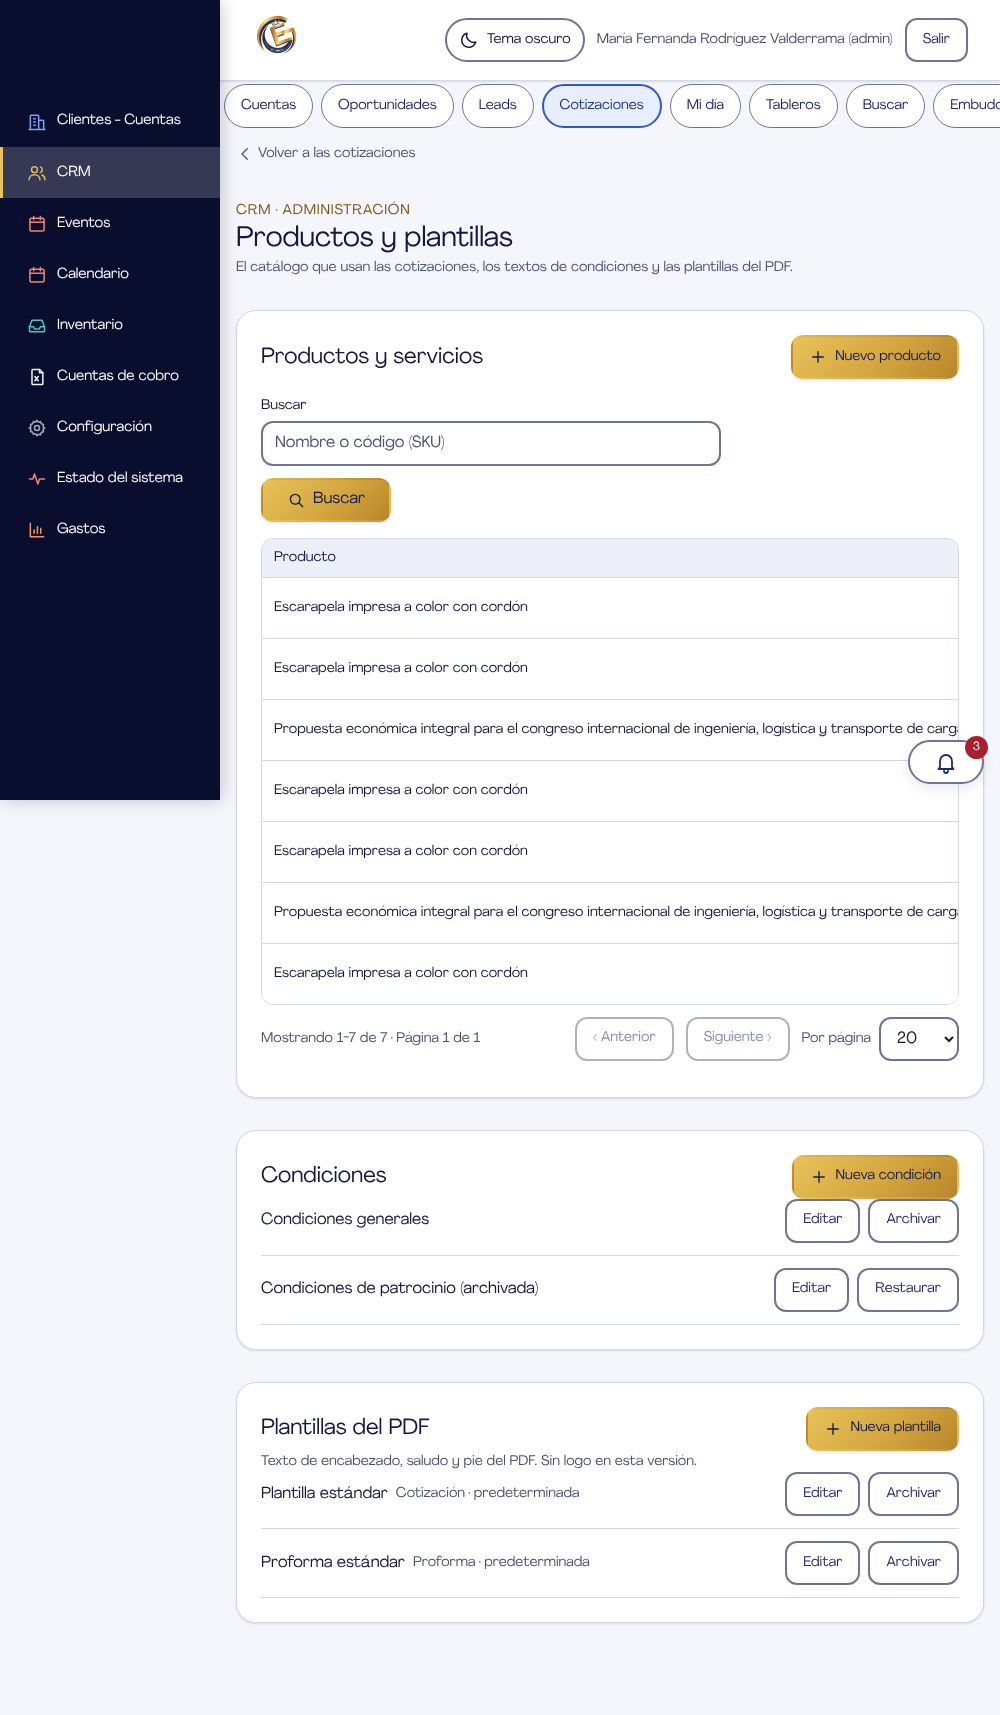 Tema oscuro
María Fernanda Rodríguez Valderrama (admin)
Salir
Clientes - Cuentas
CRM
Eventos
Calendario
Inventario
Cuentas de cobro
Configuración
Estado del sistema
Gastos
Cuentas
Oportunidades
Leads
Cotizaciones
Mi día
Tableros
Buscar
Volver a las cotizaciones
CRM · ADMINISTRACIÓN
Productos y plantillas
El catálogo que usan las cotizaciones, los textos de condiciones y las plantillas del PDF.
Productos y servicios
Nuevo producto
Buscar
Nombre o código (SKU)
Buscar
Producto
Escarapela impresa a color con cordón
Escarapela impresa a color con cordón
Propuesta económica integral para el congreso internacional de ingeniería, logística y transporte de carga
3
Escarapela impresa a color con cordón
Escarapela impresa a color con cordón
Propuesta económica integral para el congreso internacional de ingeniería, logística y transporte de carga
Escarapela impresa a color con cordón
Mostrando 1-7 de 7 · Página 1 de 1
‹ Anterior
Siguiente ›
Por página
20
Condiciones
Nueva condición
Condiciones generales
Editar
Archivar
Condiciones de patrocinio (archivada)
Editar
Restaurar
Plantillas del PDF
Nueva plantilla
Texto de encabezado, saludo y pie del PDF. Sin logo en esta versión.
Plantilla estándar Cotización · predeterminada
Editar
Archivar
Proforma estándar Proforma · predeterminada
Editar
Archivar